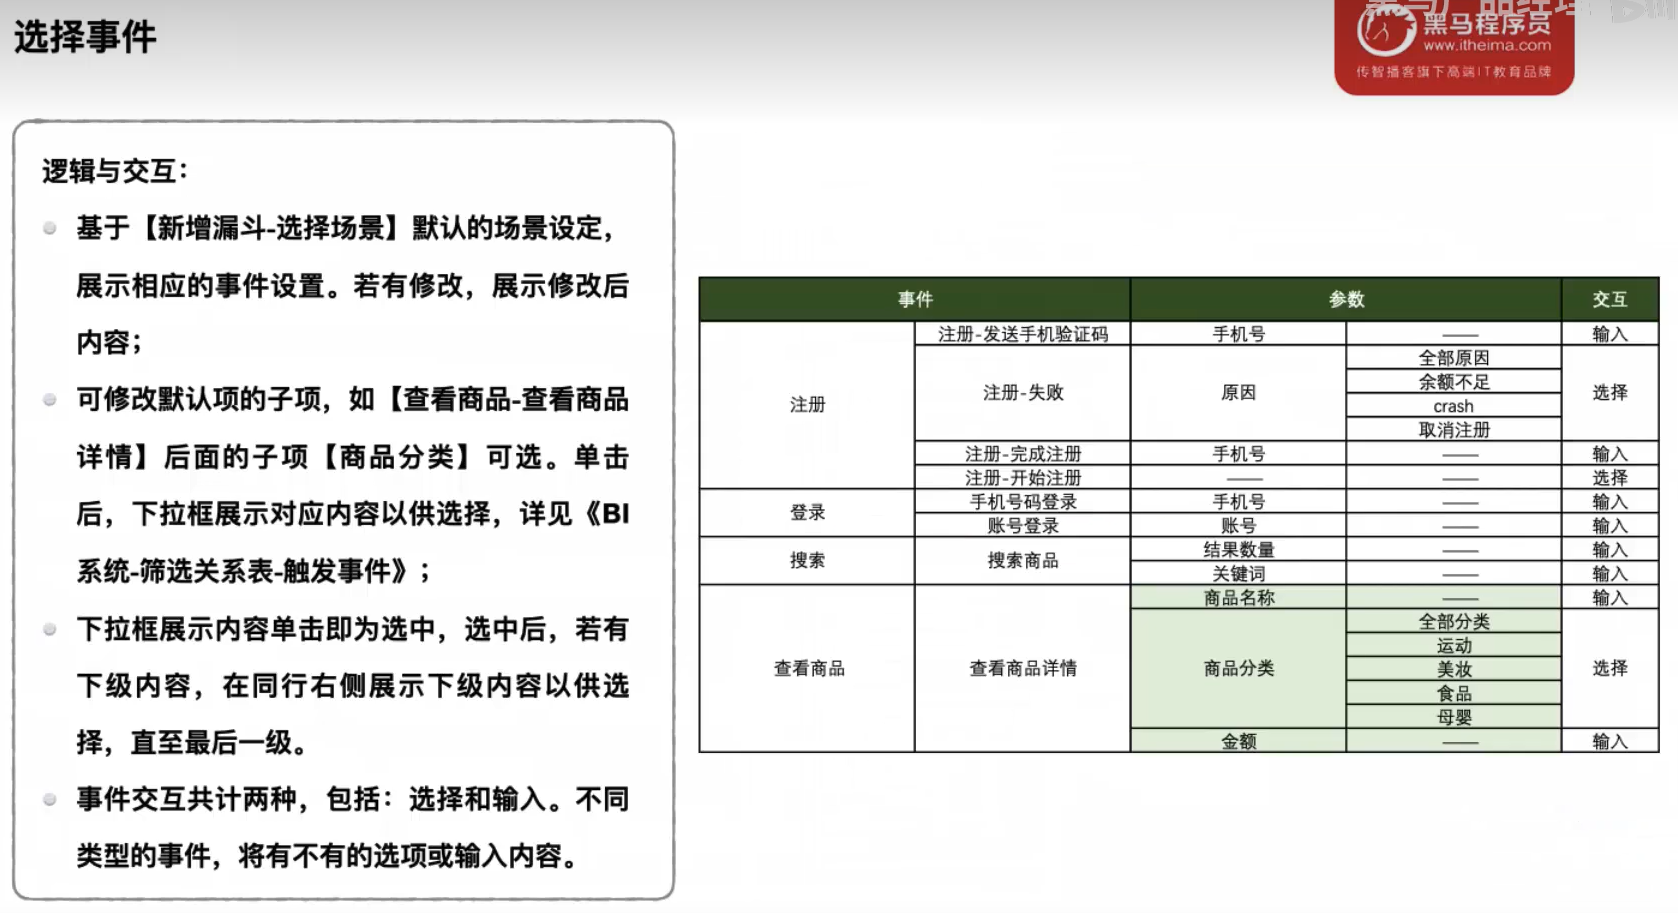 选择事件
黑马程序员
www.itheima.com
传智播客旗下高端IT教育品牌
逻辑与交互：
基于【新增漏斗-选择场景】默认的场景设定，
展示相应的事件设置。若有修改，展示修改后
内容；
可修改默认项的子项，如【查看商品-查看商品
详情】后面的子项【商品分类】可选。单击
后，下拉框展示对应内容以供选择，详见《BI
系统-筛选关系表-触发事件》；
下拉框展示内容单击即为选中，选中后，若有
下级内容，在同行右侧展示下级内容以供选
择，直至最后一级。
事件交互共计两种，包括：选择和输入。不同
类型的事件，将有不有的选项或输入内容。
事件 参数 交互
注册 注册-发送手机验证码 手机号 —— 输入
注册-失败 原因 全部原因 选择
余额不足
crash
取消注册
注册-完成注册 手机号 —— 输入
注册-开始注册 —— —— 选择
登录 手机号码登录 手机号 —— 输入
账号登录 账号 —— 输入
搜索 搜索商品 结果数量 —— 输入
关键词 —— 输入
查看商品 查看商品详情 商品名称 —— 输入
商品分类 全部分类 选择
运动
美妆
食品
母婴
金额 —— 输入